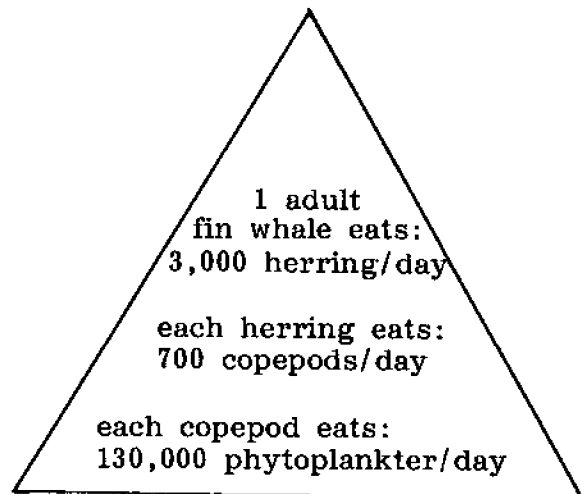 1 adult
fin whale eats:
3,000 herring/day
each herring eats:
700 copepods/day
each copepod eats:
130,000 phytoplankter/day